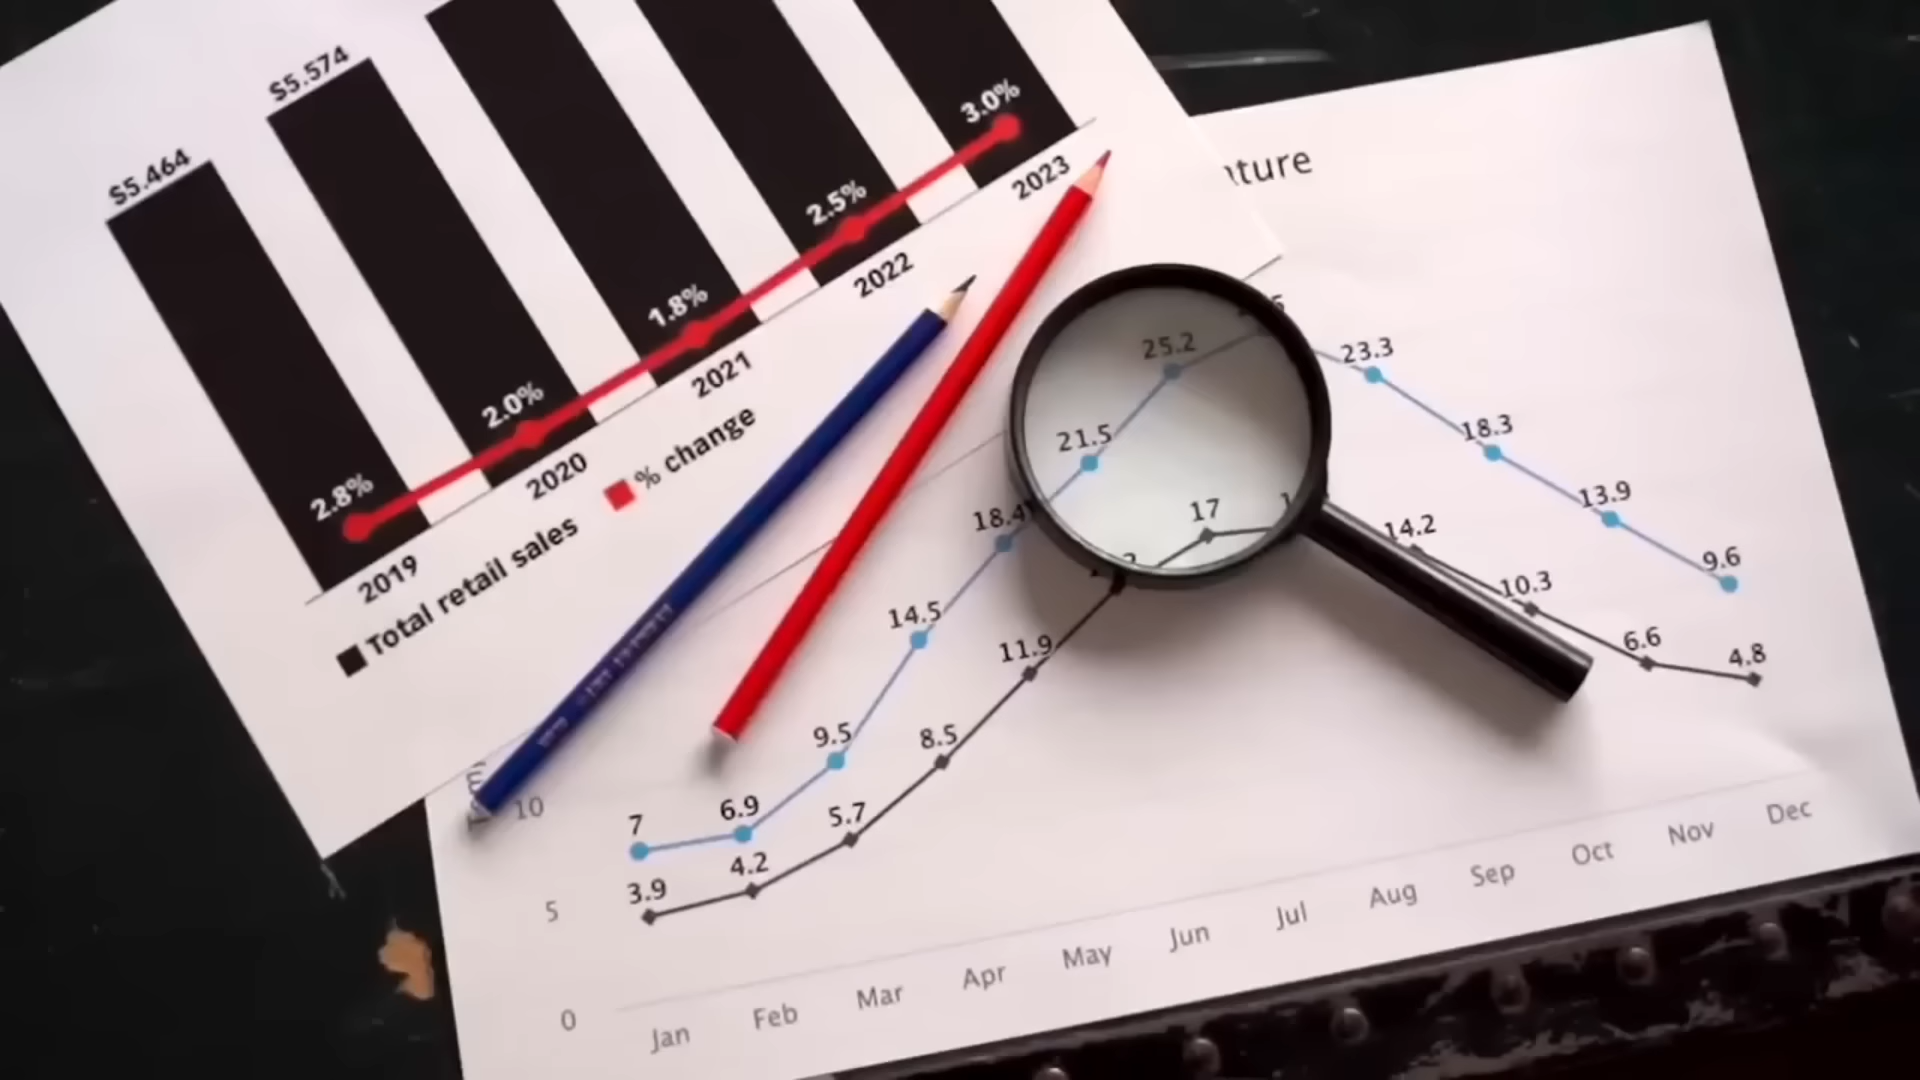 $5.464
$5.574
2.8%
2.0%
1.8%
2.5%
3.0%
2019
2020
2021
2022
2023
Total retail sales
% change
25.2
23.3
21.5
18.3
18.4
13.9
14.5
9.6
9.5
7
6.9
17
14.2
10.3
6.6
4.8
11.9
8.5
5.7
4.2
3.9
10
5
0
Jan
Feb
Mar
Apr
May
Jun
Jul
Aug
Sep
Oct
Nov
Dec